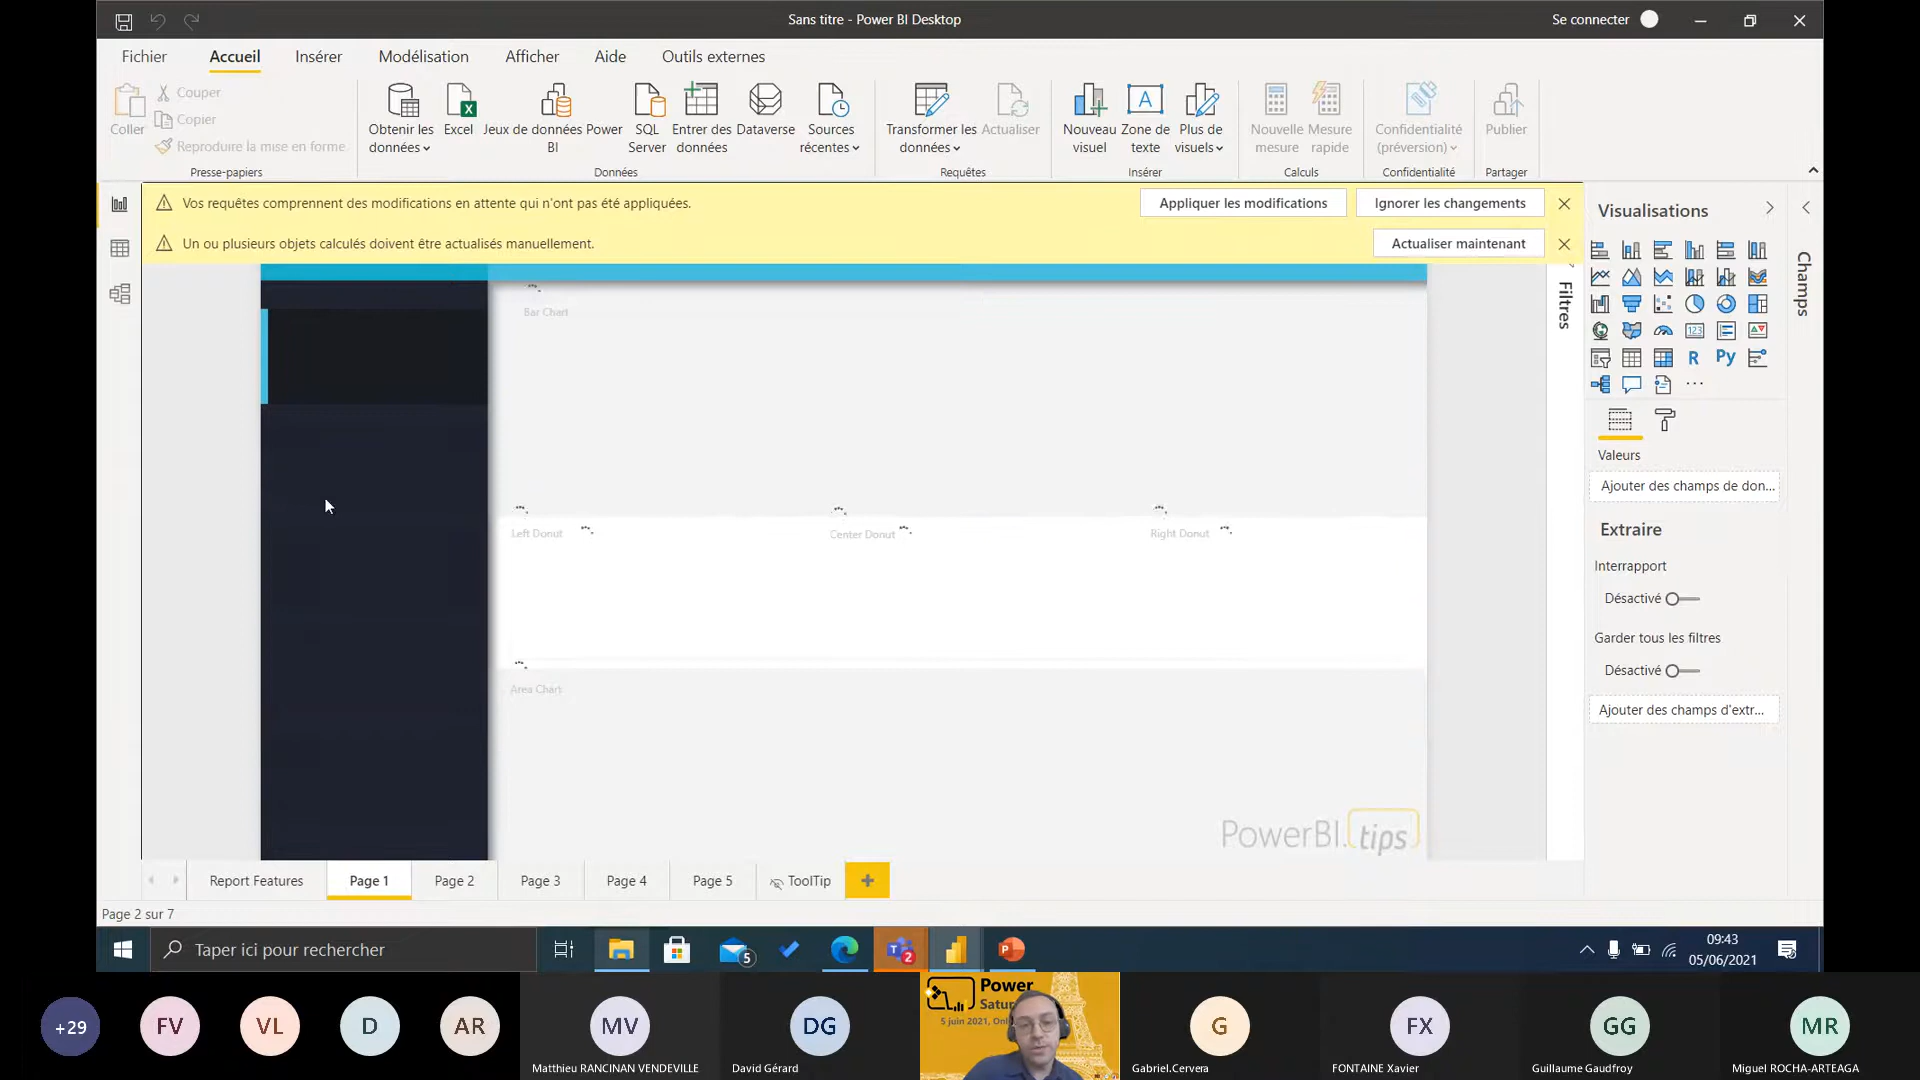 Sans titre - Power BI Desktop
Se connecter
Fichier
Accueil
Insérer
Modélisation
Afficher
Aide
Outils externes
Coller
Couper
Copier
Reproduire la mise en forme
Presse-papiers
Obtenir les données
Excel
Jeux de données Power BI
SQL Server
Entrer des données
Dataverse
Sources récentes
Données
Transformer les données
Actualiser
Requêtes
Nouveau visuel
Zone de texte
Plus de visuels
Insérer
Nouvelle mesure
Mesure rapide
Calculs
Confidentialité (préversion)
Confidentialité
Publier
Partager
Vos requêtes comprennent des modifications en attente qui n'ont pas été appliquées.
Appliquer les modifications
Ignorer les changements
Un ou plusieurs objets calculés doivent être actualisés manuellement.
Actualiser maintenant
Bar Chart
Left Donut
Center Donut
Right Donut
Area Chart
PowerBI.tips
Filtres
Visualisations
Champs
123
R
Py
Valeurs
Ajouter des champs de don...
Extraire
Interrapport
Désactivé
Garder tous les filtres
Désactivé
Ajouter des champs d'extr...
Report Features
Page 1
Page 2
Page 3
Page 4
Page 5
ToolTip
Page 2 sur 7
Taper ici pour rechercher
5
2
09:43
05/06/2021
+29
FV
VL
D
AR
MV
Matthieu RANCINAN VENDEVILLE
DG
David Gérard
Power
Satur
5 juin 2021, Onl
G
Gabriel.Cervera
FX
FONTAINE Xavier
GG
Guillaume Gaudfroy
MR
Miguel ROCHA-ARTEAGA